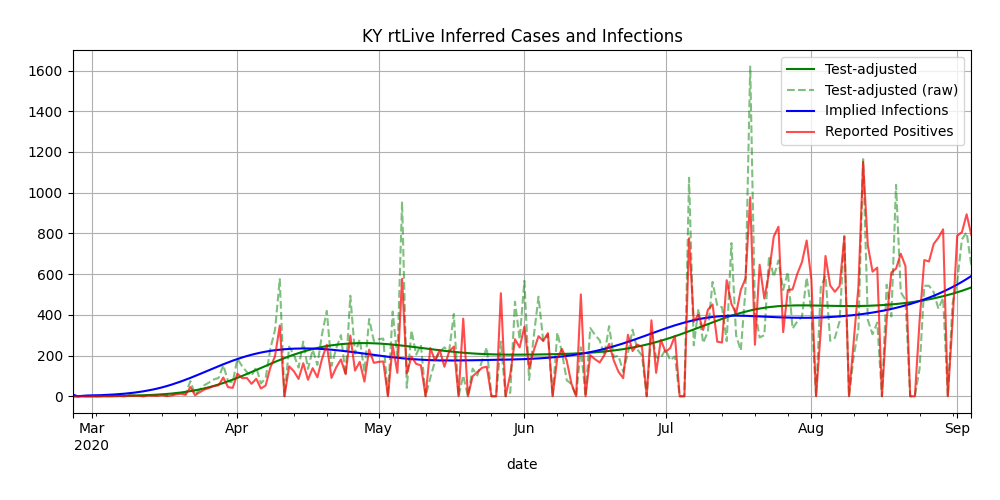 KY rtLive Inferred Cases and Infections
Test-adjusted
Test-adjusted (raw)
Implied Infections
Reported Positives
1600
1400
1200
1000
800
600
400
200
0
Mar Apr May Jun Jul Aug Sep
2020
date